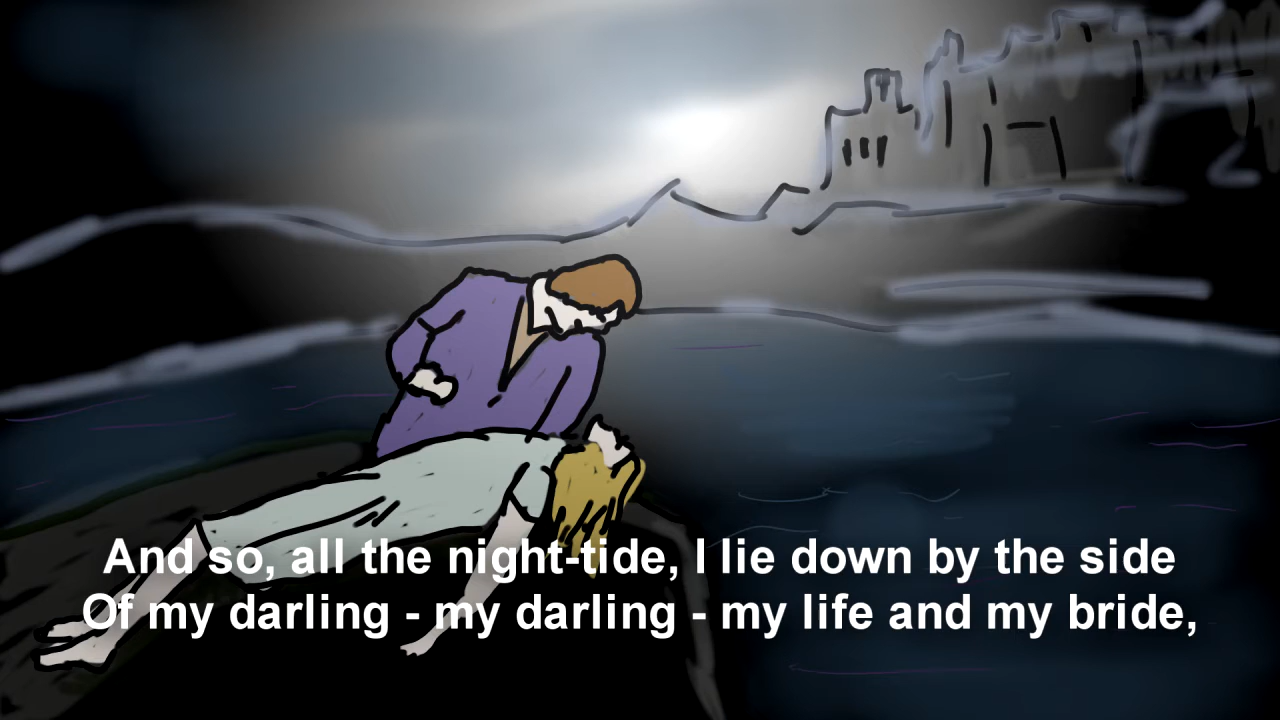 And so, all the night-tide, I lie down by the side
Of my darling - my darling - my life and my bride,